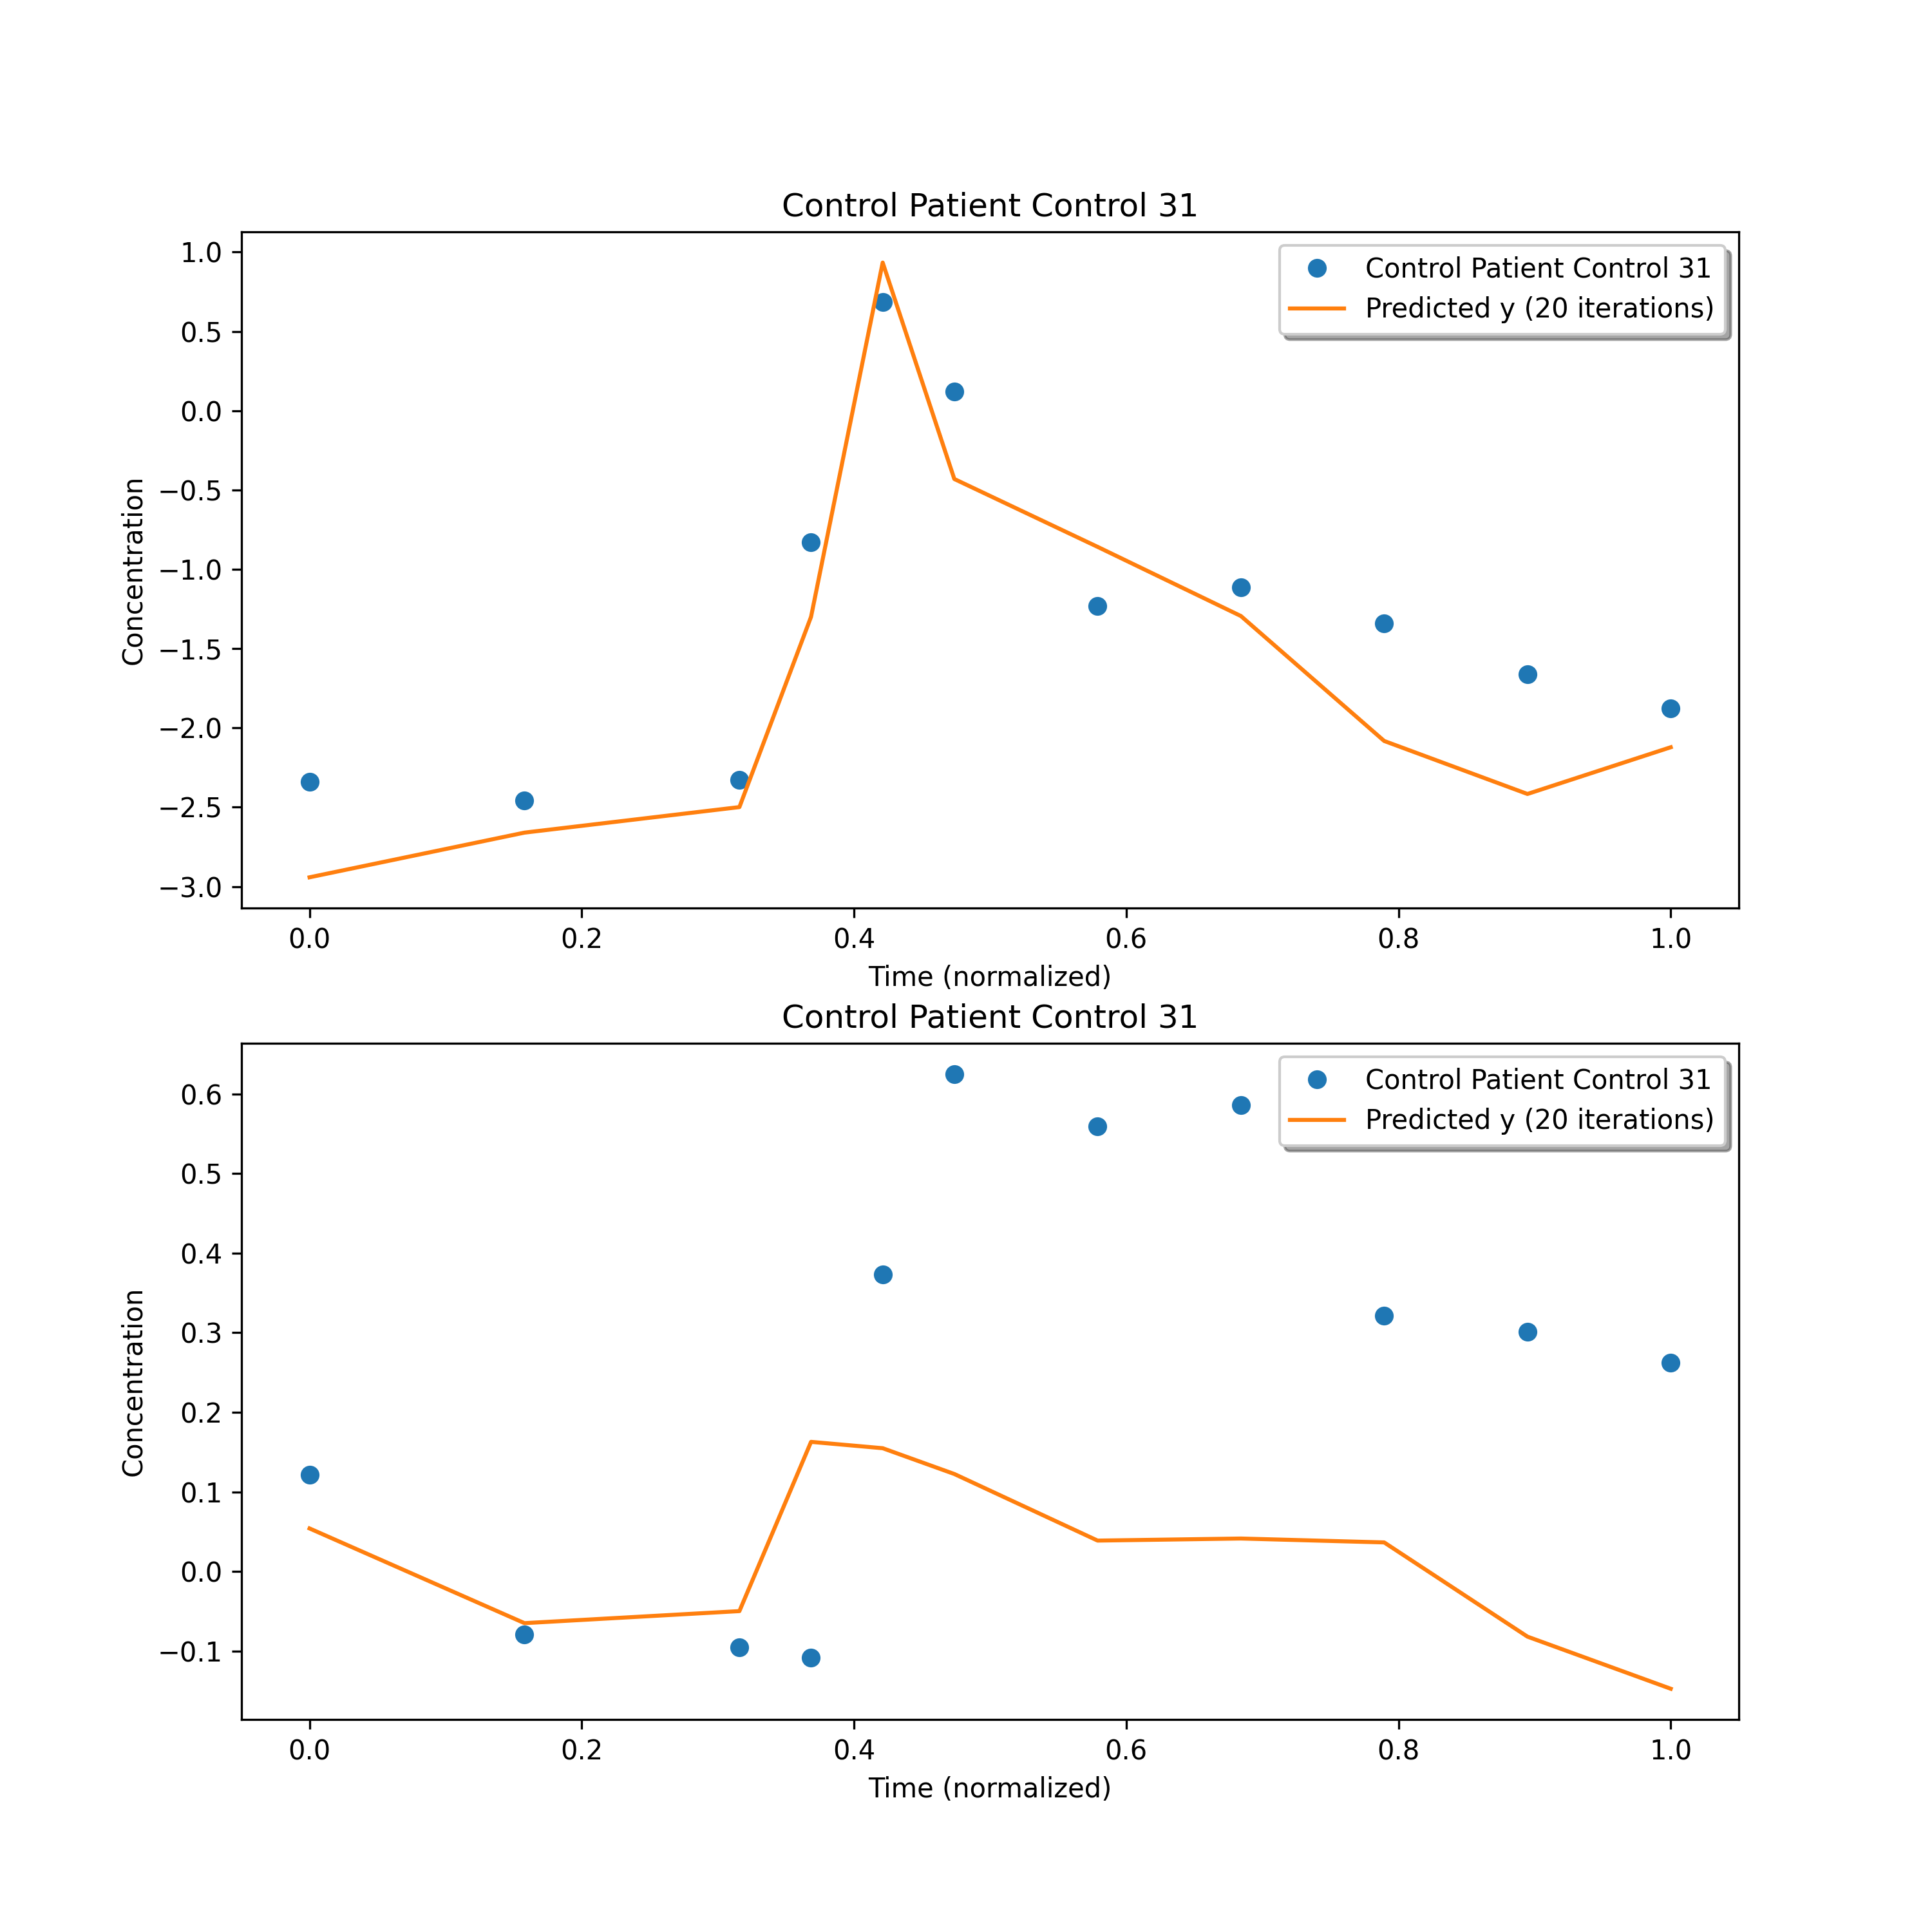 Control Patient Control 31
Control Patient Control 31
Predicted y (20 iterations)
1.0
0.5
0.0
−0.5
−1.0
−1.5
−2.0
−2.5
−3.0
Concentration
0.0 0.2 0.4 0.6 0.8 1.0
Time (normalized)
Control Patient Control 31
Control Patient Control 31
Predicted y (20 iterations)
0.6
0.5
0.4
0.3
0.2
0.1
0.0
−0.1
Concentration
0.0 0.2 0.4 0.6 0.8 1.0
Time (normalized)